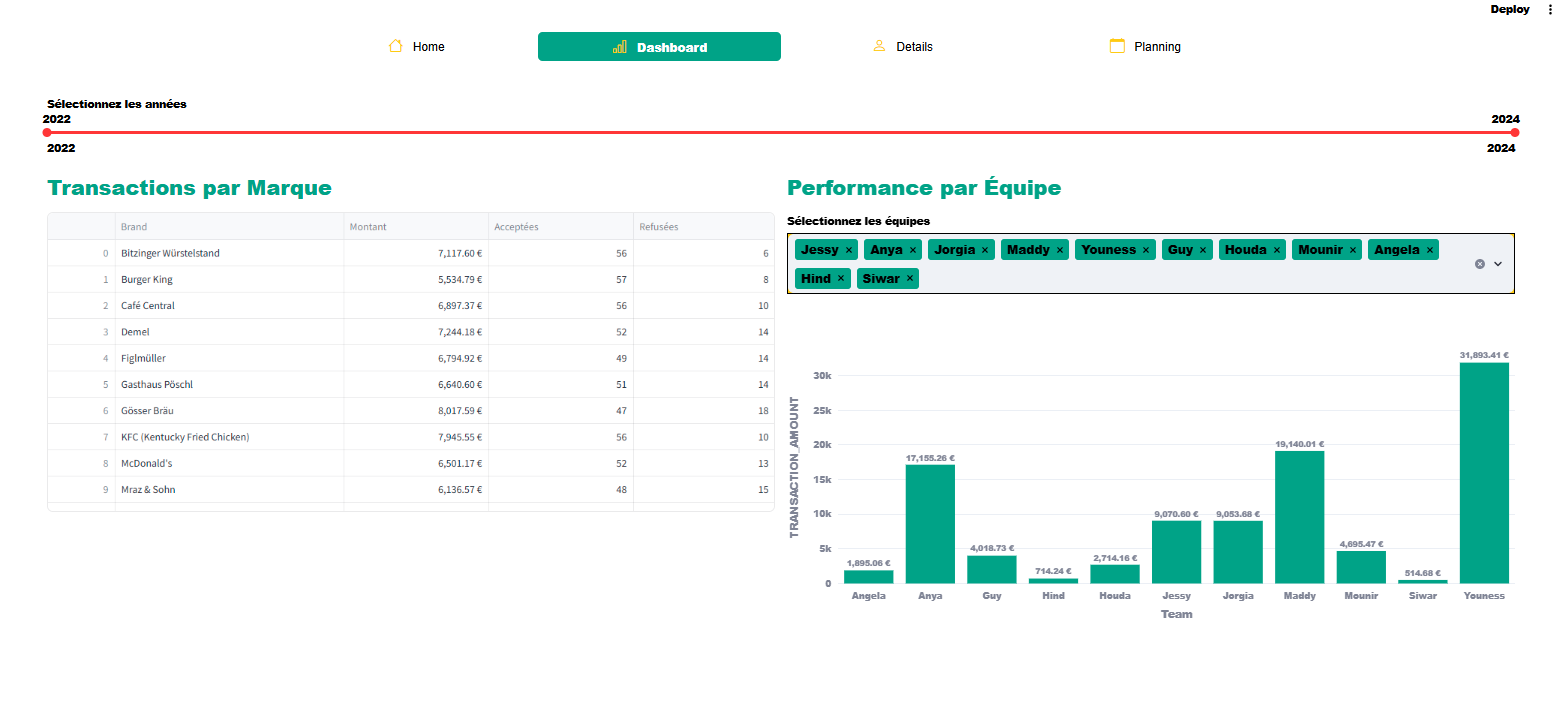 Deploy
Home Dashboard Details Planning
Sélectionnez les années
2022 2024
2022 2024
Transactions par Marque
Brand Montant Acceptées Refusées
0 Bitzinger Würstelstand 7,117.60 € 56 6
1 Burger King 5,534.79 € 57 8
2 Café Central 6,897.37 € 56 10
3 Demel 7,244.18 € 52 14
4 Figlmüller 6,794.92 € 49 14
5 Gasthaus Pöschl 6,640.60 € 51 14
6 Gösser Bräu 8,017.59 € 47 18
7 KFC (Kentucky Fried Chicken) 7,945.55 € 56 10
8 McDonald's 6,501.17 € 52 13
9 Mraz & Sohn 6,136.57 € 48 15
Performance par Équipe
Sélectionnez les équipes
Jessy × Anya × Jorgia × Maddy × Youness × Guy × Houda × Mounir × Angela ×
Hind × Siwar ×
TRANSACTION_AMOUNT
30k
25k
20k
15k
10k
5k
0
1,895.06 € 17,155.26 € 4,018.73 € 714.24 € 2,714.16 € 9,070.60 € 9,053.68 € 19,140.01 € 4,695.47 € 514.68 € 31,893.41 €
Angela Anya Guy Hind Houda Jessy Jorgia Maddy Mounir Siwar Youness
Team